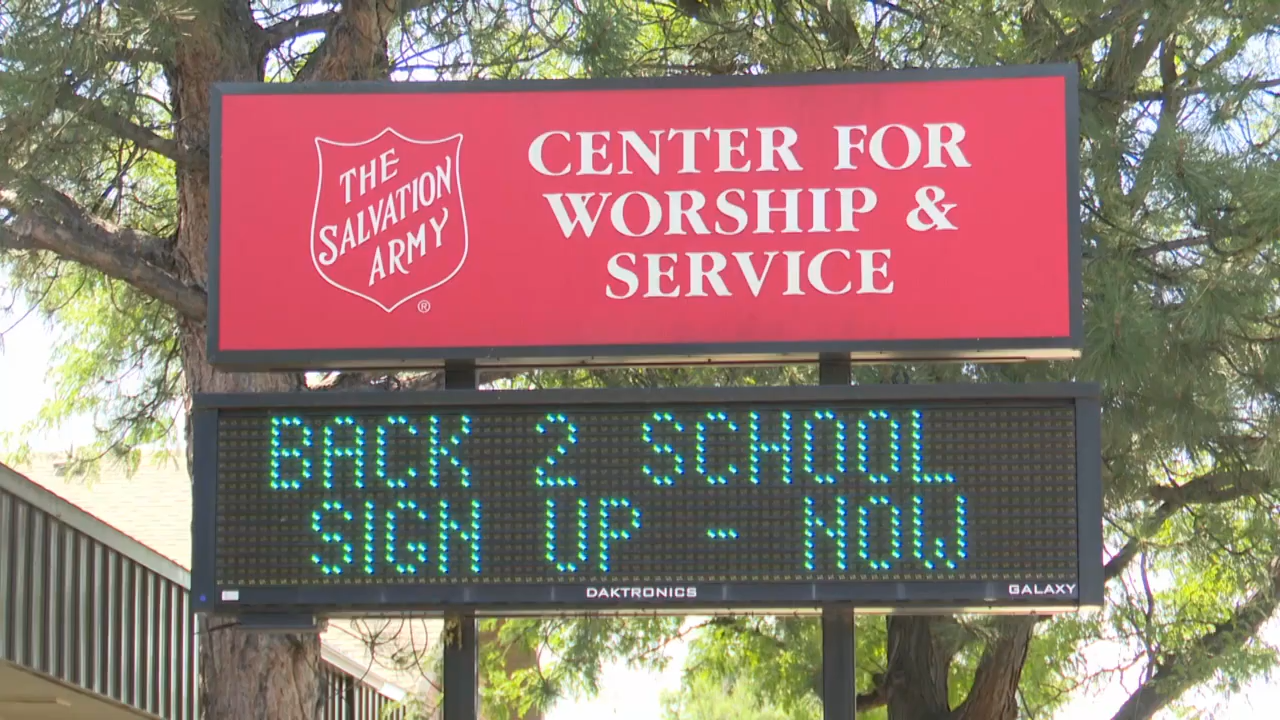 THE
SALVATION
ARMY
®
CENTER FOR
WORSHIP &
SERVICE
BACK 2 SCHOOL
SIGN UP - NOW
DAKTRONICS
GALAXY